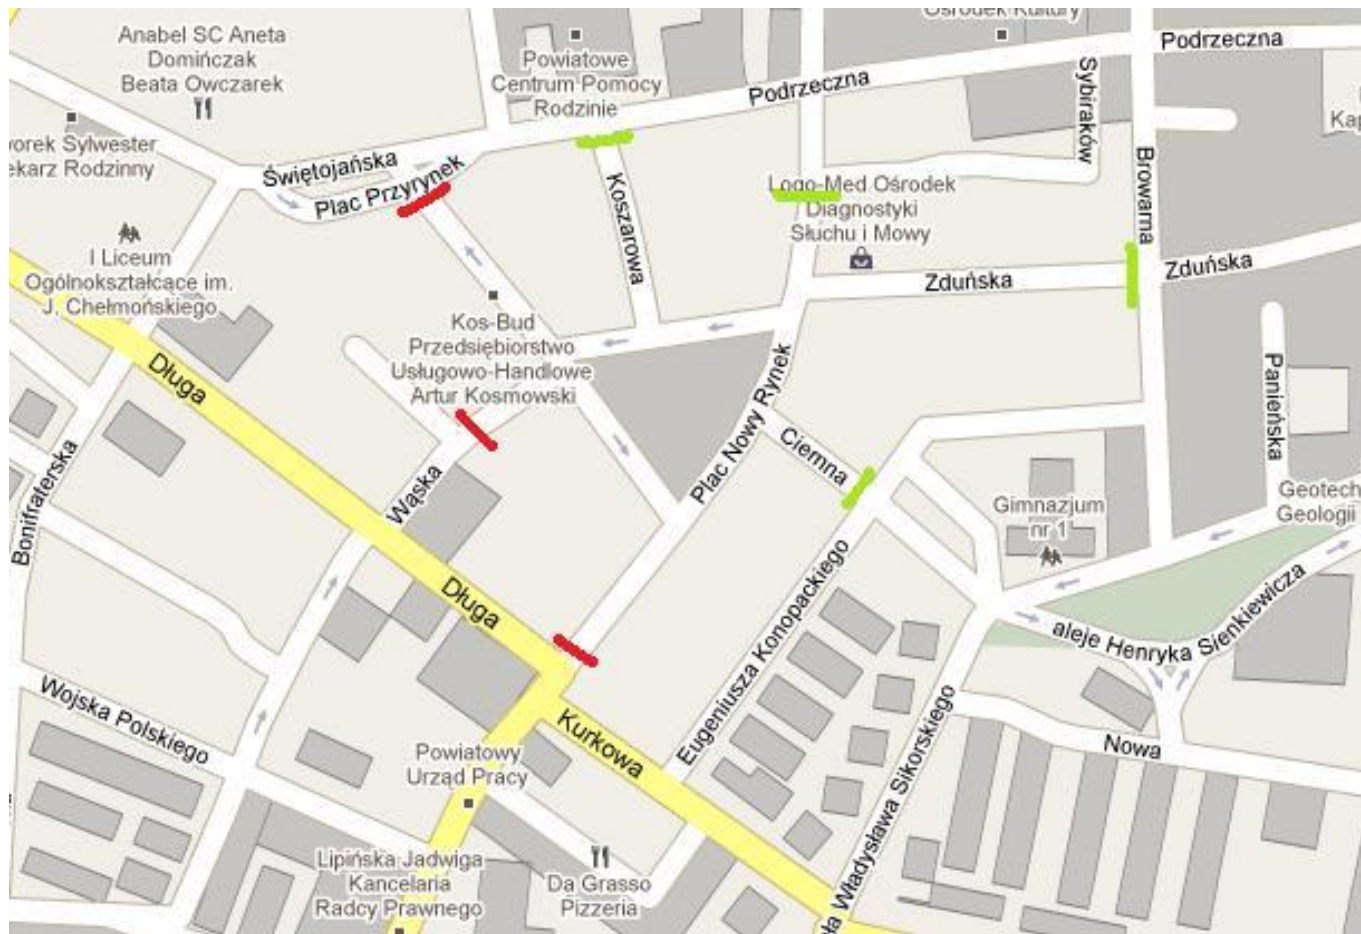 Anabel SC Aneta
Domińczak
Beata Owczarek
Powiatowe
Centrum Pomocy
Rodzinie
Podrzeczna
Ośrodek Kultury
Podrzeczna
Sybiraków
orek Sylwester
ekarz Rodzinny
Świętojańska
Plac Przyrynek
Koszarowa
Logo-Med Ośrodek
Diagnostyki
Słuchu i Mowy
Browarna
Kap
I Liceum
Ogólnokształcące im.
J, Chełmońskiego
Zduńska
Zduńska
Kos-Bud
Przedsiębiorstwo
Usługowo-Handlowe
Artur Kosmowski
Długa
Plac Nowy Rynek
Ciemna
Panieńska
Bonifraterska
Wąska
Gimnazjum
nr 1
Geotech
Geologii
Długa
Eugeniusza Konopackiego
aleje Henryka Sienkiewicza
Wojska Polskiego
Kurkowa
Powiatowy
Urząd Pracy
Nowa
Władysława Sikorskiego
Lipińska Jadwiga
Kancelaria
Radcy Prawnego
Da Grasso
Pizzeria